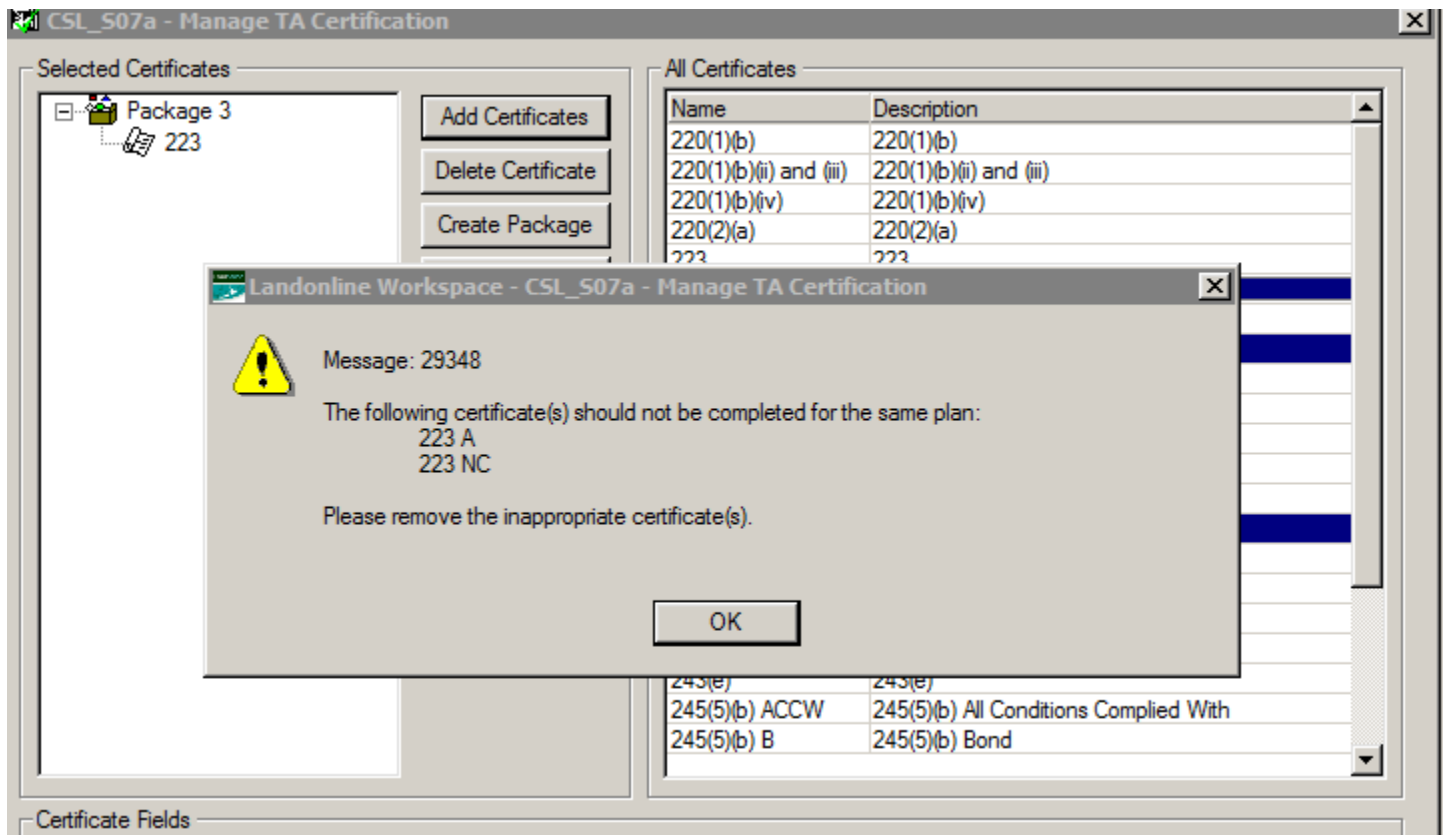 CSL_S07a - Manage TA Certification
Selected Certificates
Package 3
223
Add Certificates
Delete Certificate
Create Package
All Certificates
Name Description
220(1)(b) 220(1)(b)
220(1)(b)(ii) and (iii) 220(1)(b)(ii) and (iii)
220(1)(b)(iv) 220(1)(b)(iv)
220(2)(a) 220(2)(a)
223 223
Landonline Workspace - CSL_S07a - Manage TA Certification
Message: 29348
The following certificate(s) should not be completed for the same plan:
223 A
223 NC
Please remove the inappropriate certificate(s).
OK
243(e) 243(e)
245(5)(b) ACCW 245(5)(b) All Conditions Complied With
245(5)(b) B 245(5)(b) Bond
Certificate Fields